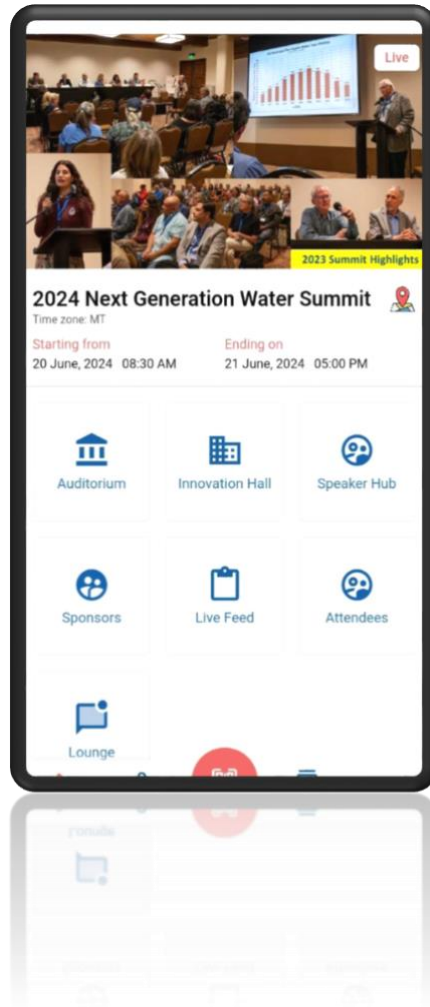 Live
2023 Summit Highlights
2024 Next Generation Water Summit
Time zone: MT
Starting from Ending on
20 June, 2024 08:30 AM 21 June, 2024 05:00 PM
Auditorium Innovation Hall Speaker Hub
Sponsors Live Feed Attendees
Lounge